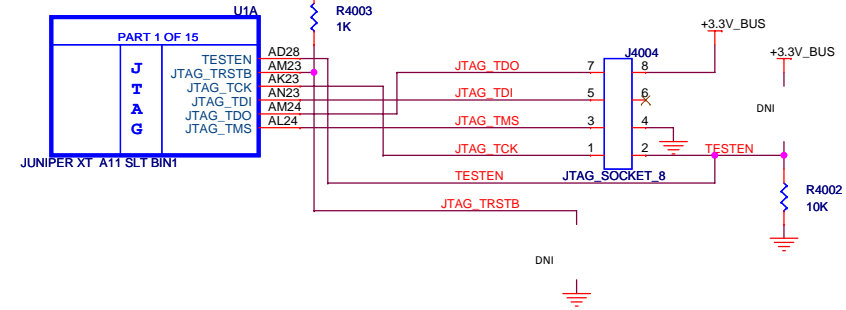 U1A
R4003
1K
PART 1 OF 15
J
T
A
G
TESTEN
JTAG_TRSTB
JTAG_TCK
JTAG_TDI
JTAG_TDO
JTAG_TMS
AD28
AM23
AK23
AN23
AM24
AL24
JUNIPER XT A11 SLT BIN1
JTAG_TDO
JTAG_TDI
JTAG_TMS
JTAG_TCK
TESTEN
JTAG_TRSTB
J4004
7 8
5 6
3 4
1 2
JTAG_SOCKET_8
+3.3V_BUS
+3.3V_BUS
DNI
TESTEN
R4002
10K
DNI